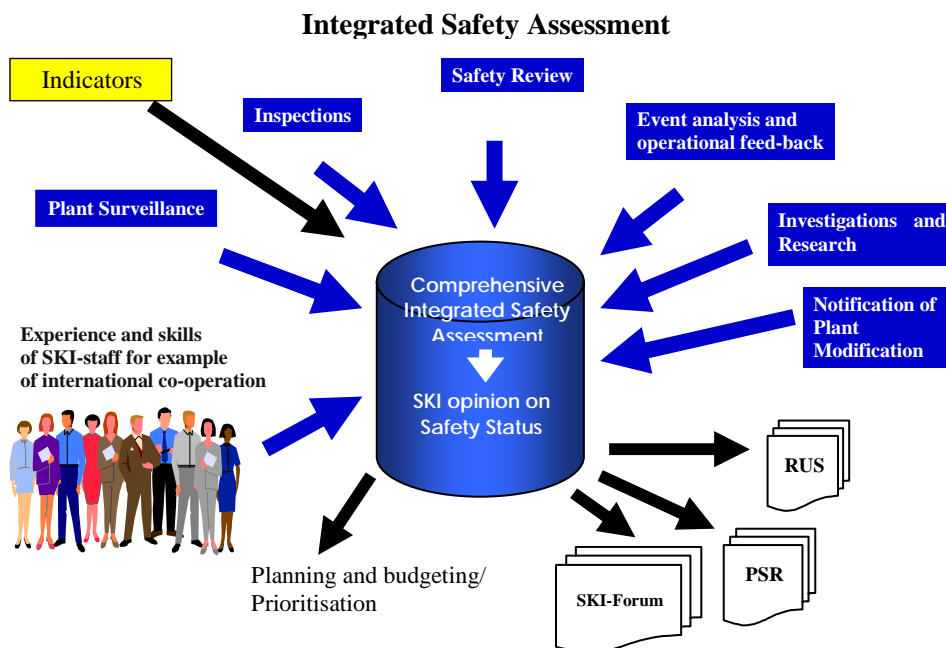 Integrated Safety Assessment
Indicators
Safety Review
Inspections
Event analysis and
operational feed-back
Plant Surveillance
Investigations and
Research
Comprehensive
Integrated Safety
Assessment
Notification of
Plant
Modification
Experience and skills
of SKI-staff for example
of international co-operation
SKI opinion on
Safety Status
RUS
Planning and budgeting/
Prioritisation
SKI-Forum
PSR